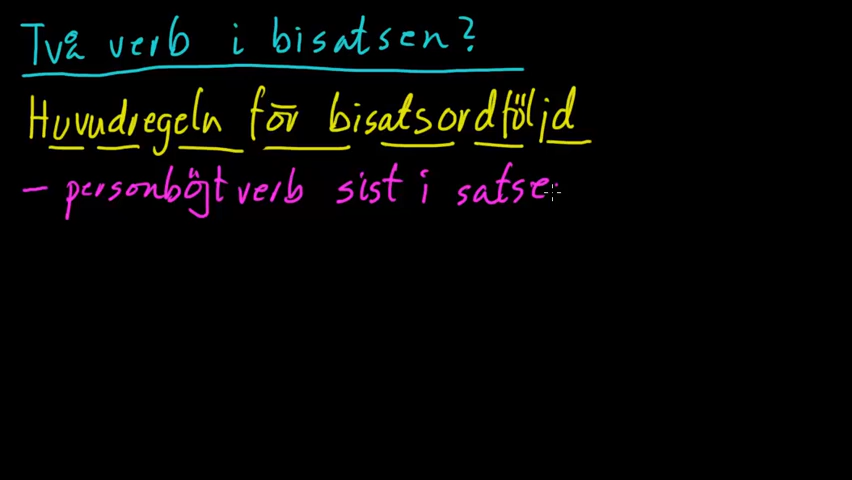 Två verb i bisatsen?
Huvudregeln för bisatsordföljd
- personböjt verb sist i satse